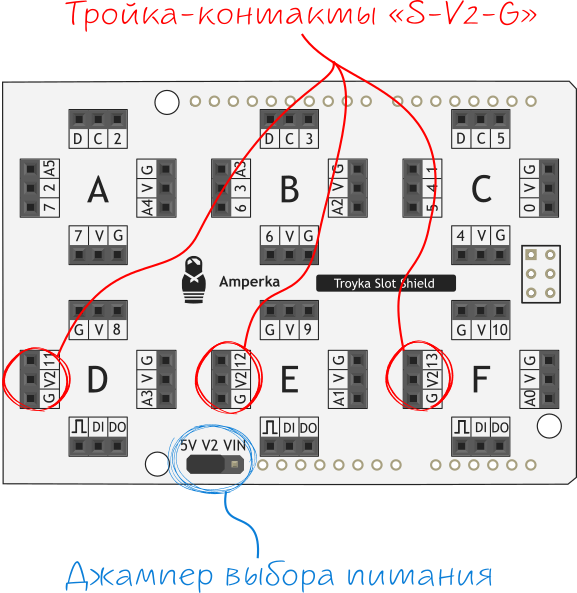 Тройка-контакты «S-V2-G»
D C 2
D C 3
D C 5
7 2 A5
A
A4 V G
6 3 A3
B
A2 V G
5 4 1
C
0 V G
7 V G
6 V G
4 V G
Amperka
Troyka Slot Shield
G V 8
G V 9
G V 10
G V2 11
D
A3 V G
G V2 12
E
A1 V G
G V2 13
F
A0 V G
DI DO
DI DO
DI DO
5V V2 VIN
Джампер выбора питания